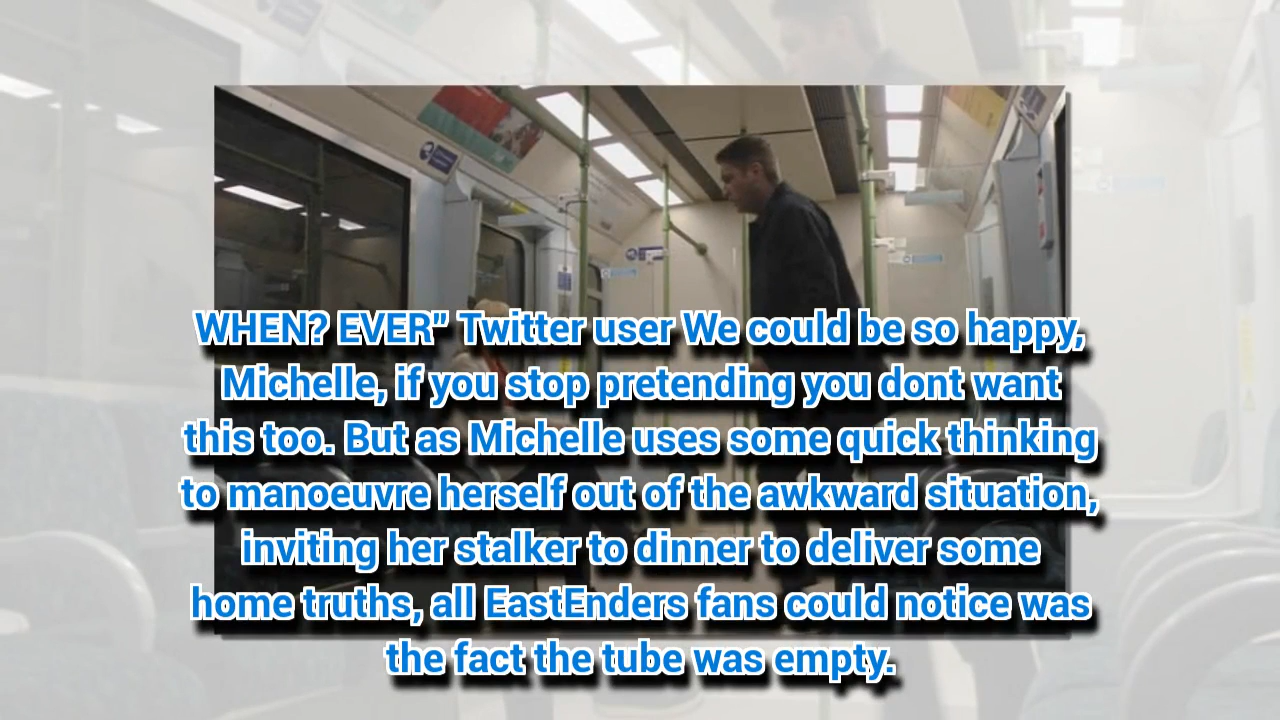 WHEN? EVER” Twitter user We could be so happy,
Michelle, if you stop pretending you dont want
this too. But as Michelle uses some quick thinking
to manoeuvre herself out of the awkward situation,
inviting her stalker to dinner to deliver some
home truths, all EastEnders fans could notice was
the fact the tube was empty.